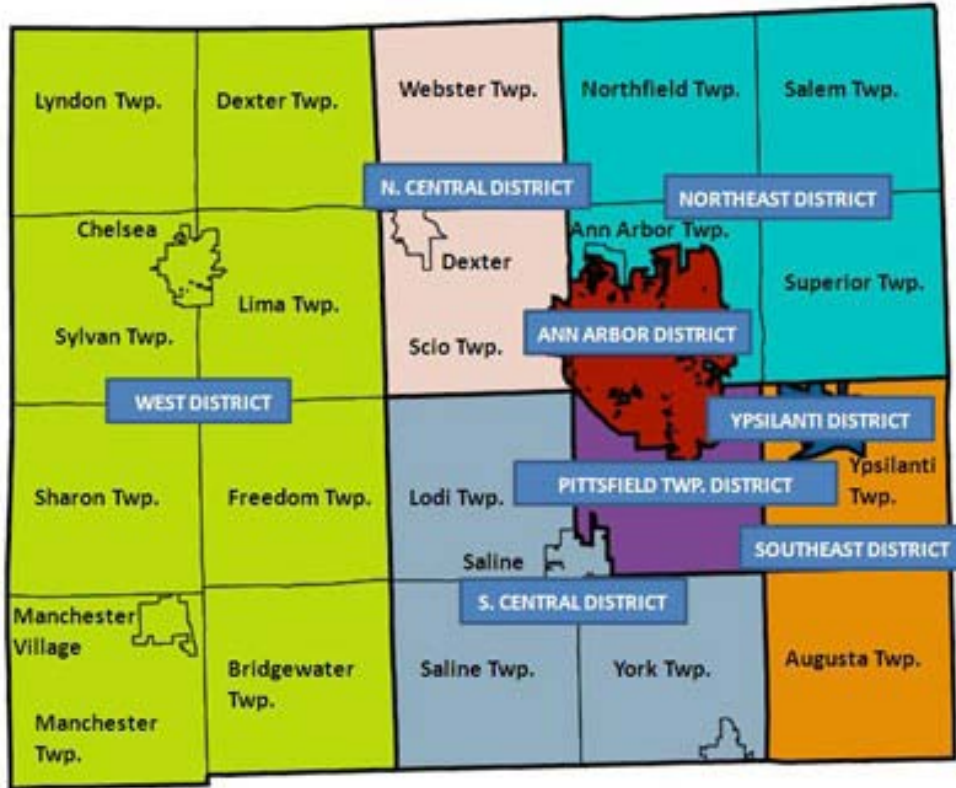 Lyndon Twp.
Dexter Twp.
Webster Twp.
Northfield Twp.
Salem Twp.
N. CENTRAL DISTRICT
NORTHEAST DISTRICT
Chelsea
Ann Arbor Twp.
Dexter
Superior Twp.
Lima Twp.
Sylvan Twp.
Scio Twp.
ANN ARBOR DISTRICT
WEST DISTRICT
YPSILANTI DISTRICT
Sharon Twp.
Freedom Twp.
Lodi Twp.
PITTSFIELD TWP. DISTRICT
Ypsilanti
Twp.
Saline
SOUTHEAST DISTRICT
S. CENTRAL DISTRICT
Manchester
Village
Bridgewater
Twp.
Saline Twp.
York Twp.
Augusta Twp.
Manchester
Twp.